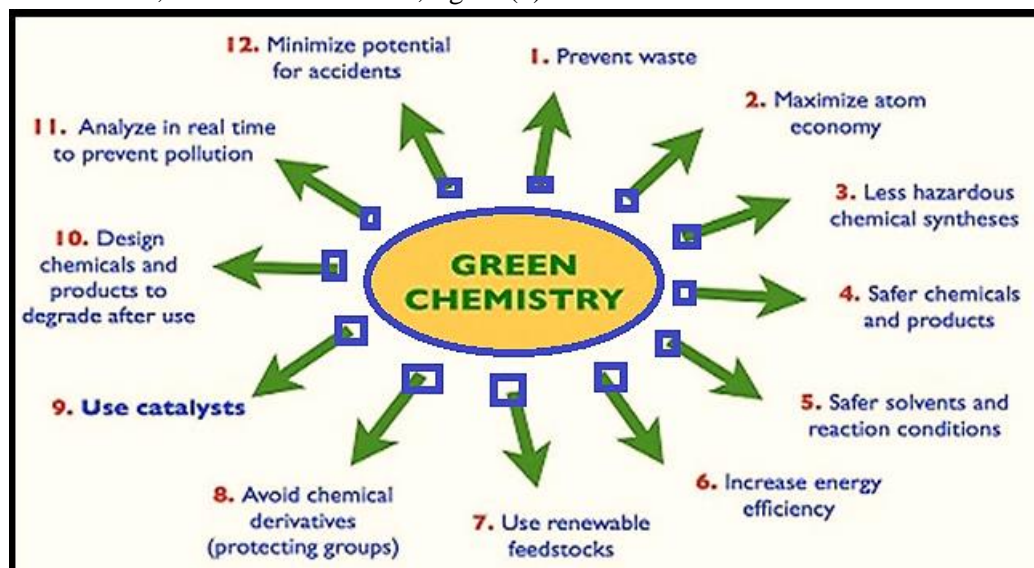 GREEN
CHEMISTRY
1. Prevent waste
2. Maximize atom
economy
3. Less hazardous
chemical syntheses
4. Safer chemicals
and products
5. Safer solvents and
reaction conditions
6. Increase energy
efficiency
7. Use renewable
feedstocks
8. Avoid chemical
derivatives
(protecting groups)
9. Use catalysts
10. Design
chemicals and
products to
degrade after use
11. Analyze in real time
to prevent pollution
12. Minimize potential
for accidents